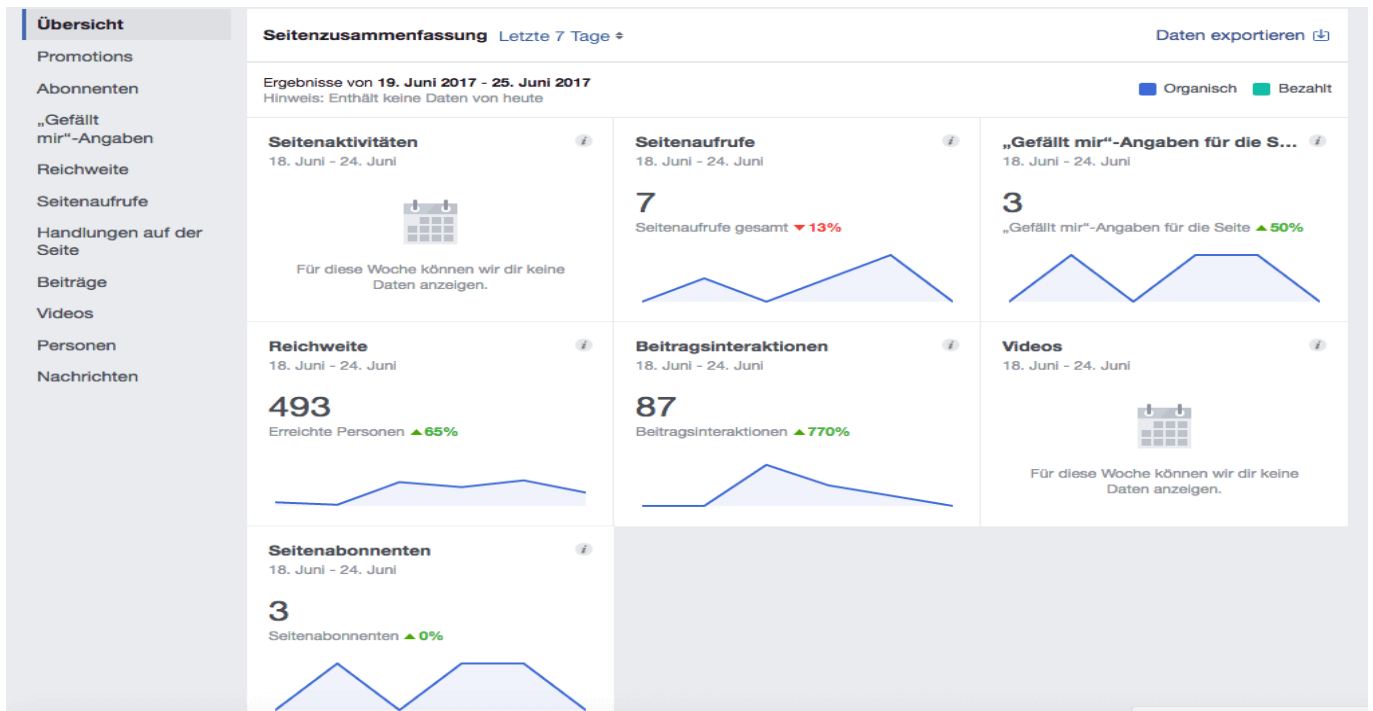 Übersicht
Promotions
Abonnenten
„Gefällt
mir“-Angaben
Reichweite
Seitenaufrufe
Handlungen auf der
Seite
Beiträge
Videos
Personen
Nachrichten
Seitenzusammenfassung Letzte 7 Tage
Daten exportieren
Ergebnisse von 19. Juni 2017 - 25. Juni 2017
Hinweis: Enthält keine Daten von heute
Organisch Bezahlt
Seitenaktivitäten
18. Juni - 24. Juni
Für diese Woche können wir dir keine
Daten anzeigen.
Seitenaufrufe
18. Juni - 24. Juni
7
Seitenaufrufe gesamt 13%
„Gefällt mir“-Angaben für die S...
18. Juni - 24. Juni
3
„Gefällt mir“-Angaben für die Seite 50%
Reichweite
18. Juni - 24. Juni
493
Erreichte Personen 65%
Beitragsinteraktionen
18. Juni - 24. Juni
87
Beitragsinteraktionen 770%
Videos
18. Juni - 24. Juni
Für diese Woche können wir dir keine
Daten anzeigen.
Seitenabonnenten
18. Juni - 24. Juni
3
Seitenabonnenten 0%